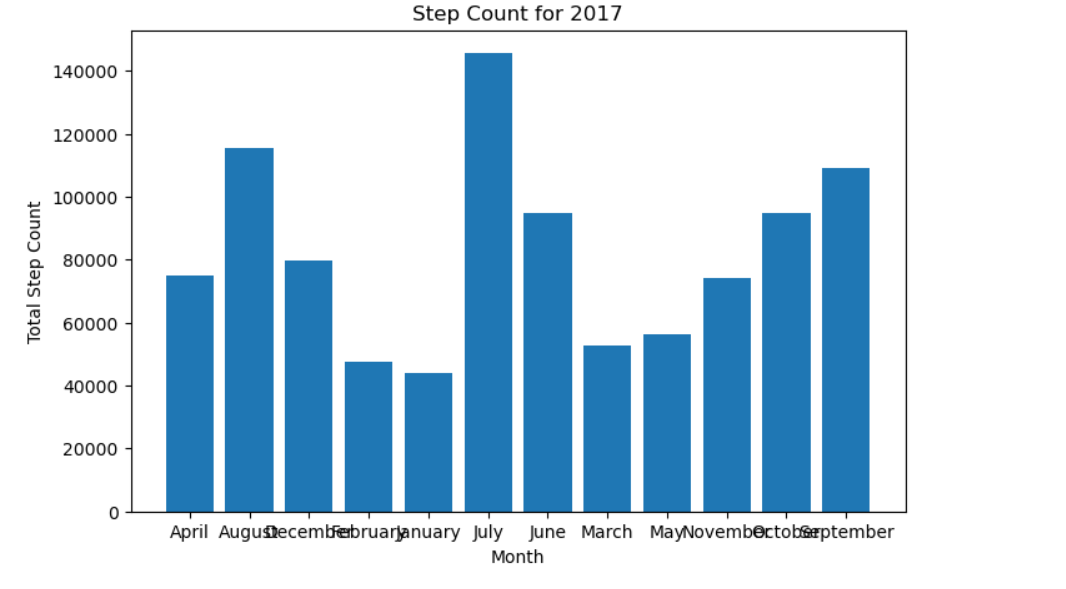 Step Count for 2017
Total Step Count
140000
120000
100000
80000
60000
40000
20000
0
April August December February January July June March May November October September
Month